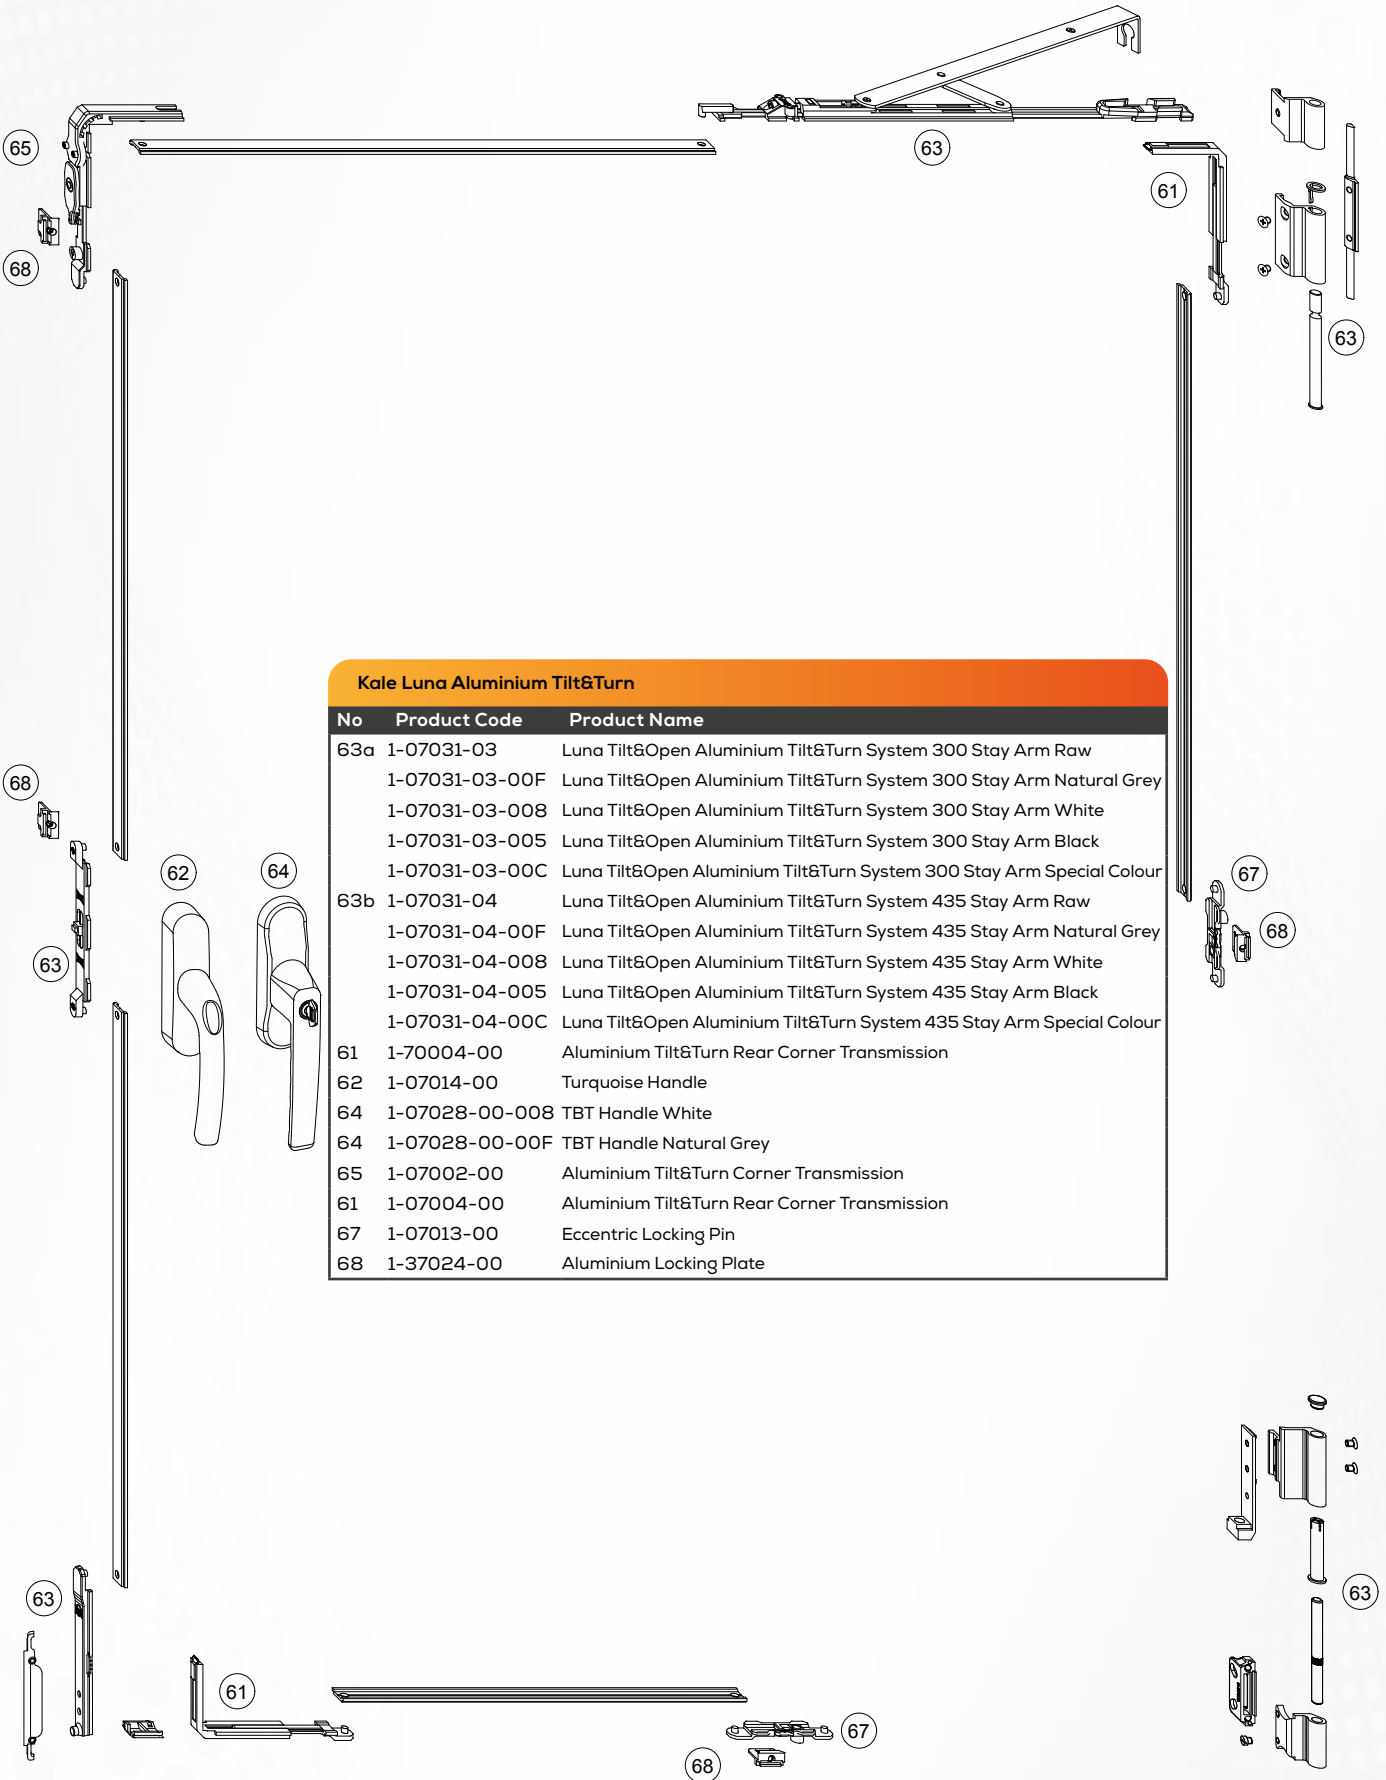 63
65
61
68
63
Kale Luna Aluminium Tilt&Turn
No Product Code Product Name
63a 1-07031-03 Luna Tilt&Open Aluminium Tilt&Turn System 300 Stay Arm Raw
1-07031-03-00F Luna Tilt&Open Aluminium Tilt&Turn System 300 Stay Arm Natural Grey
1-07031-03-008 Luna Tilt&Open Aluminium Tilt&Turn System 300 Stay Arm White
1-07031-03-005 Luna Tilt&Open Aluminium Tilt&Turn System 300 Stay Arm Black
1-07031-03-00C Luna Tilt&Open Aluminium Tilt&Turn System 300 Stay Arm Special Colour
63b 1-07031-04 Luna Tilt&Open Aluminium Tilt&Turn System 435 Stay Arm Raw
1-07031-04-00F Luna Tilt&Open Aluminium Tilt&Turn System 435 Stay Arm Natural Grey
1-07031-04-008 Luna Tilt&Open Aluminium Tilt&Turn System 435 Stay Arm White
1-07031-04-005 Luna Tilt&Open Aluminium Tilt&Turn System 435 Stay Arm Black
1-07031-04-00C Luna Tilt&Open Aluminium Tilt&Turn System 435 Stay Arm Special Colour
61 1-70004-00 Aluminium Tilt&Turn Rear Corner Transmission
62 1-07014-00 Turquoise Handle
64 1-07028-00-008 TBT Handle White
64 1-07028-00-00F TBT Handle Natural Grey
65 1-07002-00 Aluminium Tilt&Turn Corner Transmission
61 1-07004-00 Aluminium Tilt&Turn Rear Corner Transmission
67 1-07013-00 Eccentric Locking Pin
68 1-37024-00 Aluminium Locking Plate
68
62
64
67
68
63
63
63
61
67
68